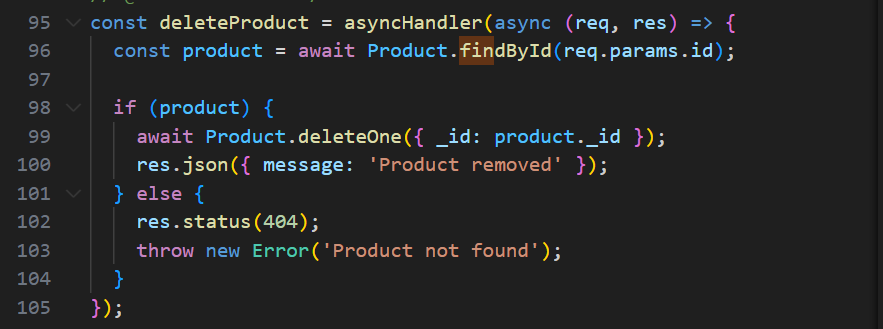 95 const deleteProduct = asyncHandler(async (req, res) => {
96 const product = await Product.findById(req.params.id);
97
98 if (product) {
99 await Product.deleteOne({ _id: product._id });
100 res.json({ message: 'Product removed' });
101 } else {
102 res.status(404);
103 throw new Error('Product not found');
104 }
105 });